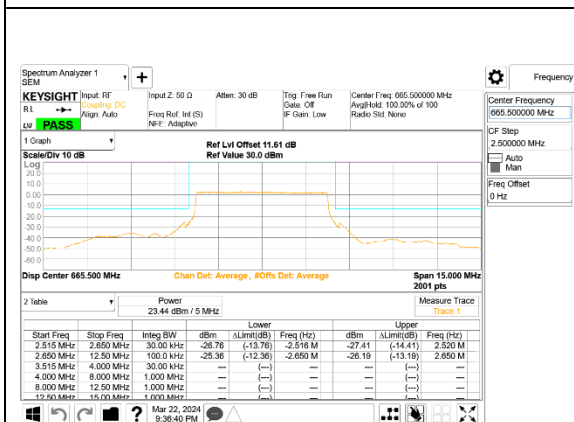 Spectrum Analyzer 1
SEM
Frequency
KEYSIGHT
R L
PASS
Input: RF
Coupling: DC
Align: Auto
Input Z: 50 Ω
Freq Ref: Int (S)
NFE: Adaptive
Atten: 30 dB
Trig: Free Run
Gate: Off
IF Gain: Low
Center Freq: 665.500000 MHz
Avg|Hold: 100.00% of 100
Radio Std: None
Center Frequency
665.500000 MHz
CF Step
2.500000 MHz
Auto
Man
Freq Offset
0 Hz
1 Graph
Scale/Div 10 dB
Ref Lvl Offset 11.61 dB
Ref Value 30.0 dBm
Log
20.0
10.0
0.00
-10.0
-20.0
-30.0
-40.0
-50.0
-60.0
Disp Center 665.500 MHz
Chan Det: Average , #Offs Det: Average
Span 15.000 MHz
2001 pts
2 Table
Power
23.44 dBm / 5 MHz
Measure Trace
Trace 1
Lower Upper
Start Freq Stop Freq Integ BW dBm ΔLimit(dB) Freq (Hz) dBm ΔLimit(dB) Freq (Hz)
2.515 MHz 2.650 MHz 30.00 kHz -26.76 (-13.76) -2.516 M -27.41 (-14.41) 2.520 M
2.650 MHz 12.50 MHz 100.0 kHz -25.36 (-12.36) -2.650 M -26.19 (-13.19) 2.650 M
3.515 MHz 4.000 MHz 30.00 kHz --- (---) --- --- (---) ---
4.000 MHz 8.000 MHz 1.000 MHz --- (---) --- --- (---) ---
8.000 MHz 12.50 MHz 1.000 MHz --- (---) --- --- (---) ---
12.50 MHz 15.00 MHz 1.000 MHz --- (---) --- --- (---) ---
Mar 22, 2024
9:36:40 PM